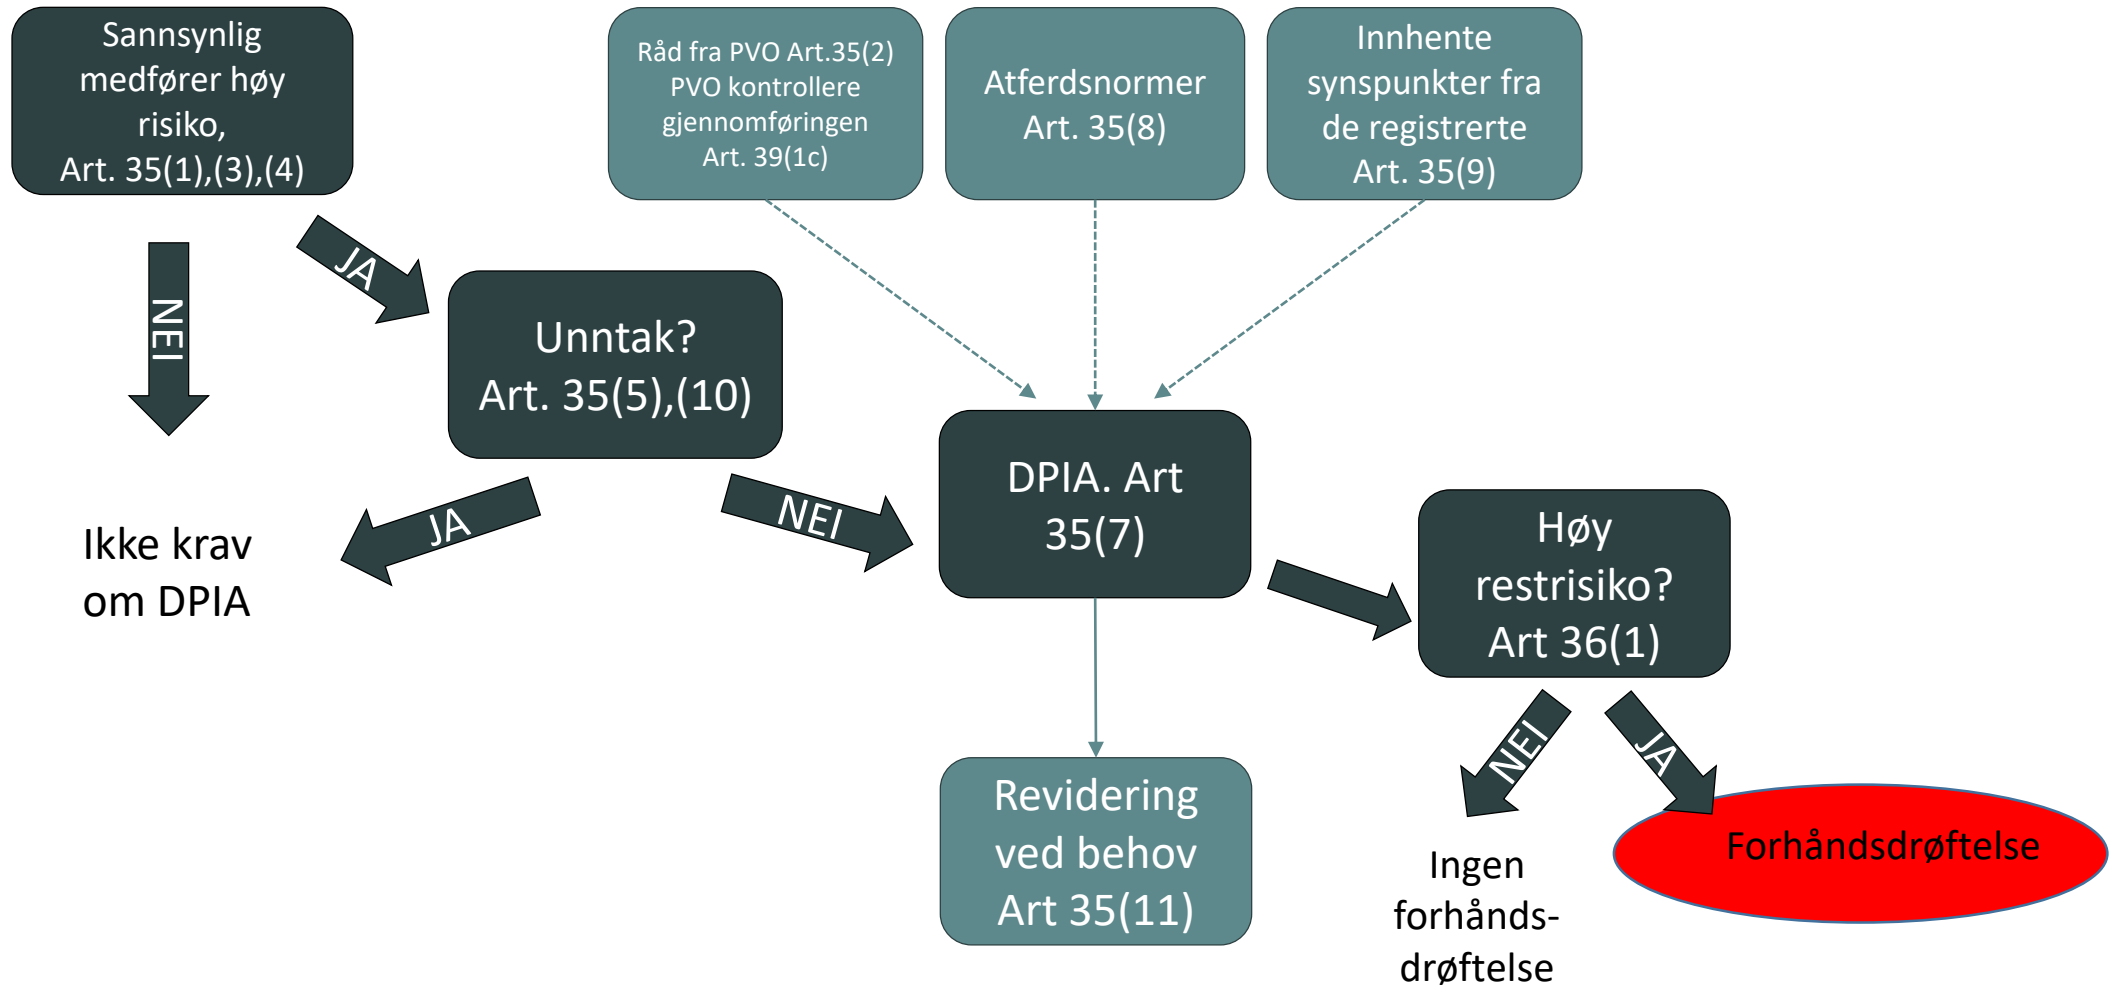 Sannsynlig
medfører høy
risiko,
Art. 35(1),(3),(4)
Råd fra PVO Art.35(2)
PVO kontrollere
gjennomføringen
Art. 39(1c)
Atferdsnormer
Art. 35(8)
Innhente
synspunkter fra
de registrerte
Art. 35(9)
JA
NEI
Unntak?
Art. 35(5),(10)
JA
NEI
Ikke krav
om DPIA
DPIA. Art
35(7)
Høy
restrisiko?
Art 36(1)
NEI
JA
Revidering
ved behov
Art 35(11)
Ingen
forhånds-
drøftelse
Forhåndsdrøftelse